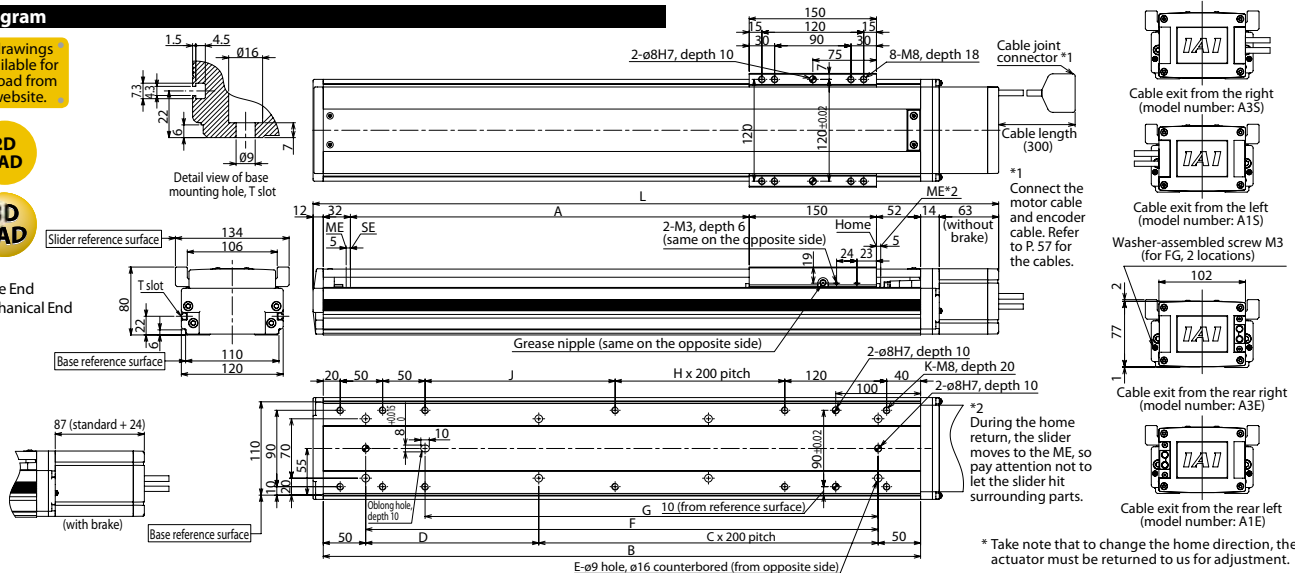 gram
rawings
ailable for
oad from
website.
2D
AD
3D
AD
1.5
4.5
Ø16
7.3
4.3
22
6
Ø9
7
Detail view of base
mounting hole, T slot
150
15
120
15
30
90
30
75
7
2-ø8H7, depth 10
8-M8, depth 18
Cable joint
connector *1
120
120±0.02
Cable length
(300)
*1
Connect the
motor cable
and encoder
cable. Refer
to P. 57 for
the cables.
L
12
32
A
150
ME*2
52
14
63
(without
brake)
ME
SE
5
2-M3, depth 6
(same on the opposite side)
Home
5
19
24
23
Grease nipple (same on the opposite side)
Slider reference surface
134
106
T slot
80
22
6
Base reference surface
110
120
e End
hanical End
87 (standard + 24)
(with brake)
Base reference surface
20
50
50
J
H x 200 pitch
120
40
100
2-ø8H7, depth 10
K-M8, depth 20
2-ø8H7, depth 10
110
90
70
55
10
20
8 +0.015 0
10
90±0.02
Oblong hole,
depth 10
G
10 (from reference surface)
F
50
D
C x 200 pitch
50
B
E-ø9 hole, ø16 counterbored (from opposite side)
*2
During the home
return, the slider
moves to the ME, so
pay attention not to
let the slider hit
surrounding parts.
IAI
Cable exit from the right
(model number: A3S)
IAI
Cable exit from the left
(model number: A1S)
Washer-assembled screw M3
(for FG, 2 locations)
102
2
77
1
IAI
Cable exit from the rear right
(model number: A3E)
IAI
Cable exit from the rear left
(model number: A1E)
* Take note that to change the home direction, the
actuator must be returned to us for adjustment.